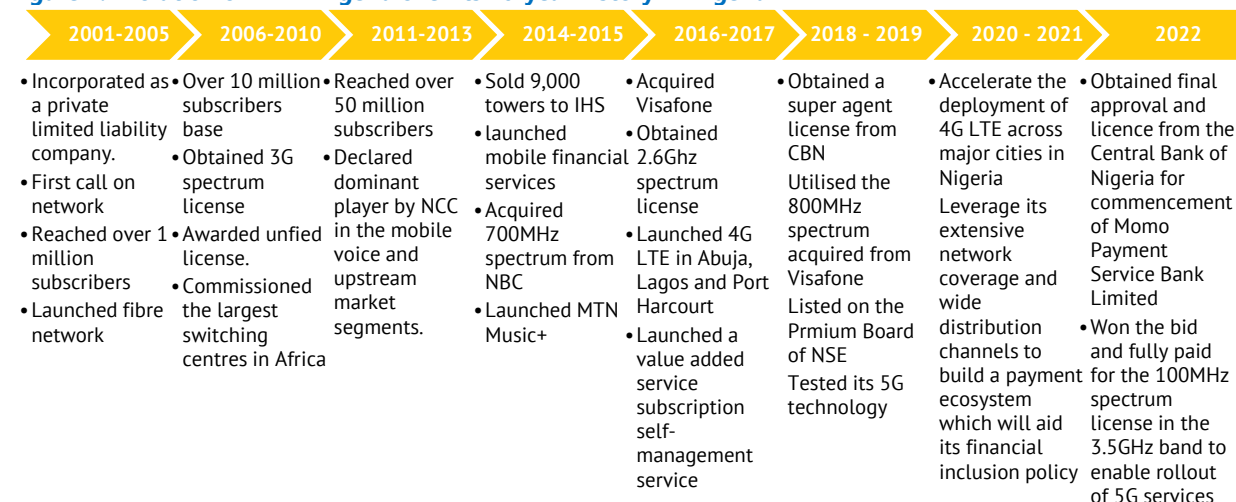 2001-2005
2006-2010
2011-2013
2014-2015
2016-2017
2018 - 2019
2020 - 2021
2022
• Incorporated as
a private
limited liability
company.
• First call on
network
• Reached over 1
million
subscribers
• Launched fibre
network
• Over 10 million
subscribers
base
• Obtained 3G
spectrum
license
• Awarded unfied
license.
• Commissioned
the largest
switching
centres in Africa
• Reached over
50 million
subscribers
• Declared
dominant
player by NCC
in the mobile
voice and
upstream
market
segments.
• Sold 9,000
towers to IHS
• launched
mobile financial
services
• Acquired
700MHz
spectrum from
NBC
• Launched MTN
Music+
• Acquired
Visafone
• Obtained
2.6Ghz
spectrum
license
• Launched 4G
LTE in Abuja,
Lagos and Port
Harcourt
• Launched a
value added
service
subscription
self-
management
service
• Obtained a
super agent
license from
CBN
Utilised the
800MHz
spectrum
acquired from
Visafone
Listed on the
Prmium Board
of NSE
Tested its 5G
technology
• Accelerate the
deployment of
4G LTE across
major cities in
Nigeria
Leverage its
extensive
network
coverage and
wide
distribution
channels to
build a payment
ecosystem
which will aid
its financial
inclusion policy
• Obtained final
approval and
licence from the
Central Bank of
Nigeria for
commencement
of Momo
Payment
Service Bank
Limited
• Won the bid
and fully paid
for the 100MHz
spectrum
license in the
3.5GHz band to
enable rollout
of 5G services